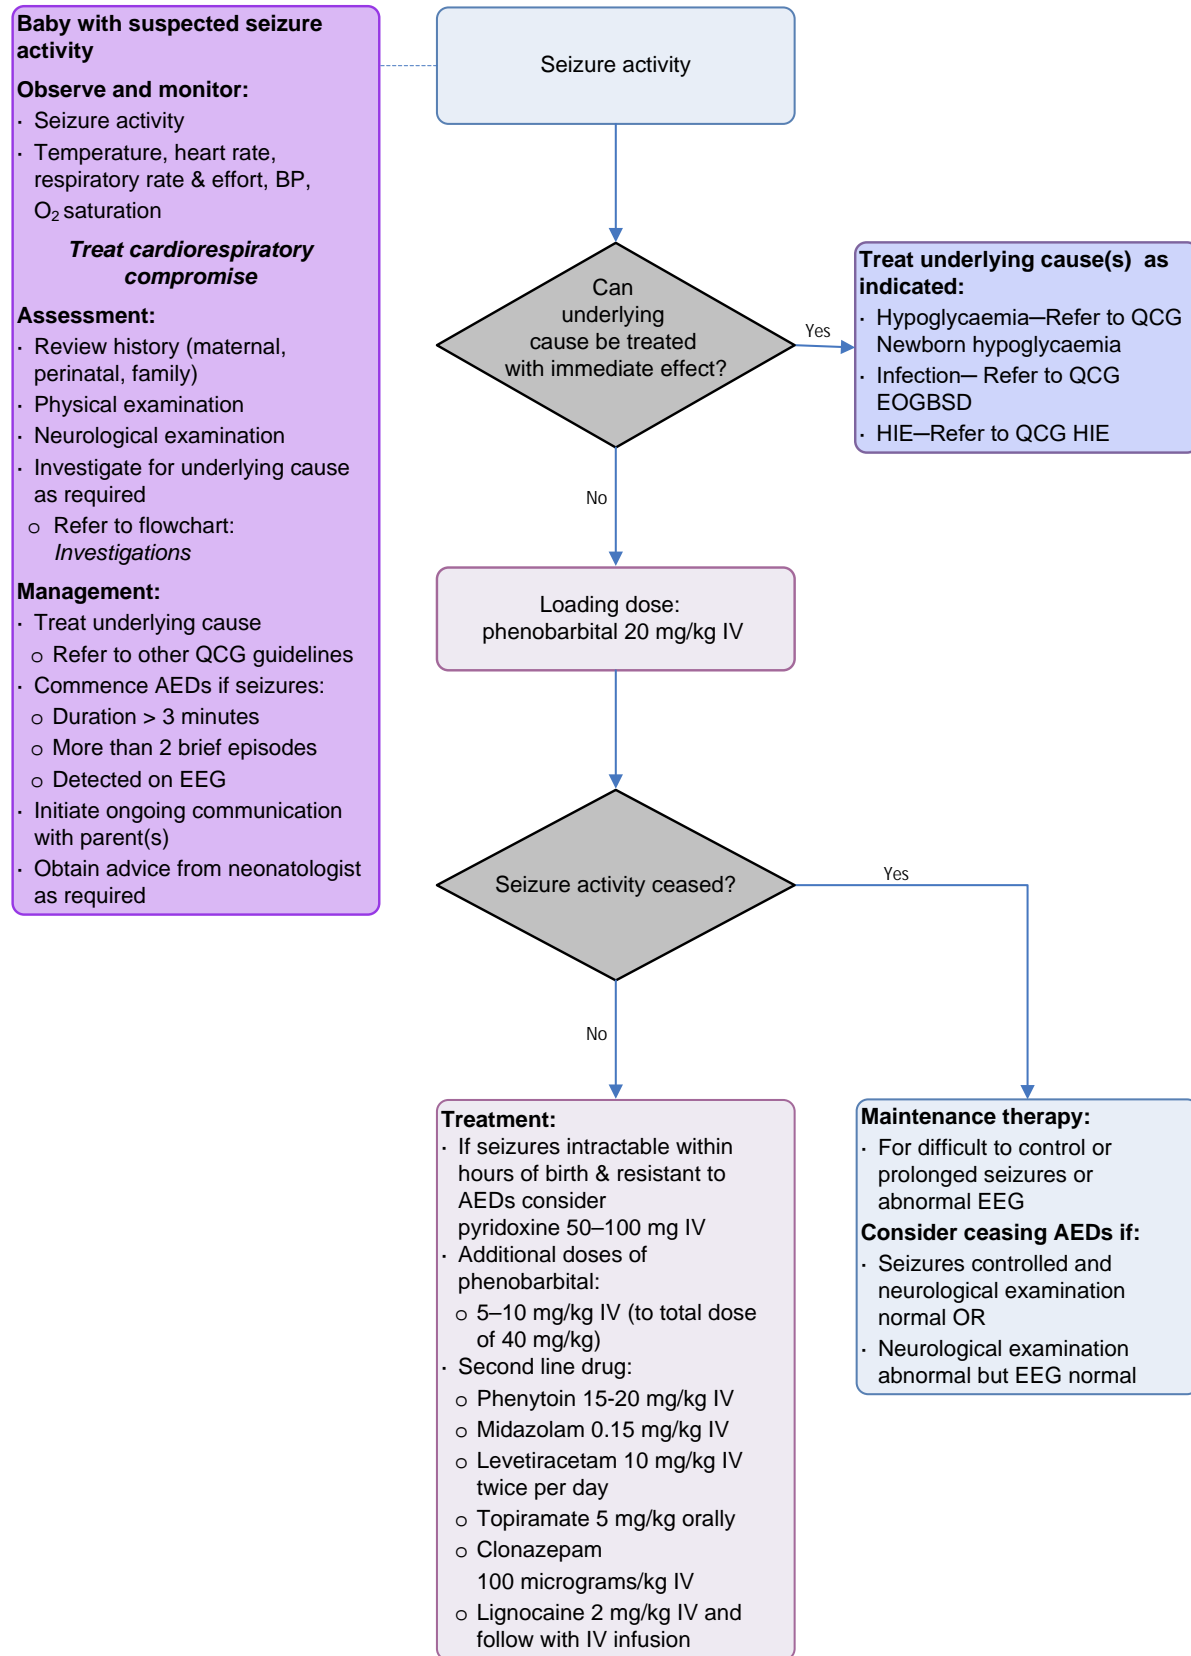 Baby with suspected seizure
activity
Observe and monitor:
· Seizure activity
· Temperature, heart rate,
respiratory rate & effort, BP,
O₂ saturation
Treat cardiorespiratory
compromise
Assessment:
· Review history (maternal,
perinatal, family)
· Physical examination
· Neurological examination
· Investigate for underlying cause
as required
o Refer to flowchart:
Investigations
Management:
· Treat underlying cause
o Refer to other QCG guidelines
· Commence AEDs if seizures:
o Duration > 3 minutes
o More than 2 brief episodes
o Detected on EEG
· Initiate ongoing communication
with parent(s)
· Obtain advice from neonatologist
as required
Seizure activity
Can
underlying
cause be treated
with immediate effect?
Yes
Treat underlying cause(s) as
indicated:
· Hypoglycaemia—Refer to QCG
Newborn hypoglycaemia
· Infection— Refer to QCG
EOGBSD
· HIE—Refer to QCG HIE
No
Loading dose:
phenobarbital 20 mg/kg IV
Seizure activity ceased?
Yes
No
Treatment:
· If seizures intractable within
hours of birth & resistant to
AEDs consider
pyridoxine 50–100 mg IV
· Additional doses of
phenobarbital:
o 5–10 mg/kg IV (to total dose
of 40 mg/kg)
· Second line drug:
o Phenytoin 15-20 mg/kg IV
o Midazolam 0.15 mg/kg IV
o Levetiracetam 10 mg/kg IV
twice per day
o Topiramate 5 mg/kg orally
o Clonazepam
100 micrograms/kg IV
o Lignocaine 2 mg/kg IV and
follow with IV infusion
Maintenance therapy:
· For difficult to control or
prolonged seizures or
abnormal EEG
Consider ceasing AEDs if:
· Seizures controlled and
neurological examination
normal OR
· Neurological examination
abnormal but EEG normal